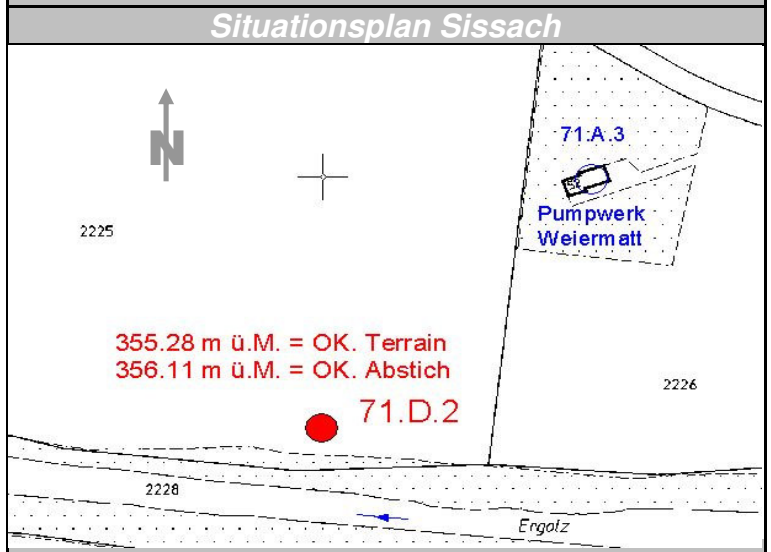 Situationsplan Sissach
N
71.A.3
Pumpwerk
Weiermatt
2225
355.28 m ü.M. = OK. Terrain
356.11 m ü.M. = OK. Abstich
2226
71.D.2
2228
Ergolz